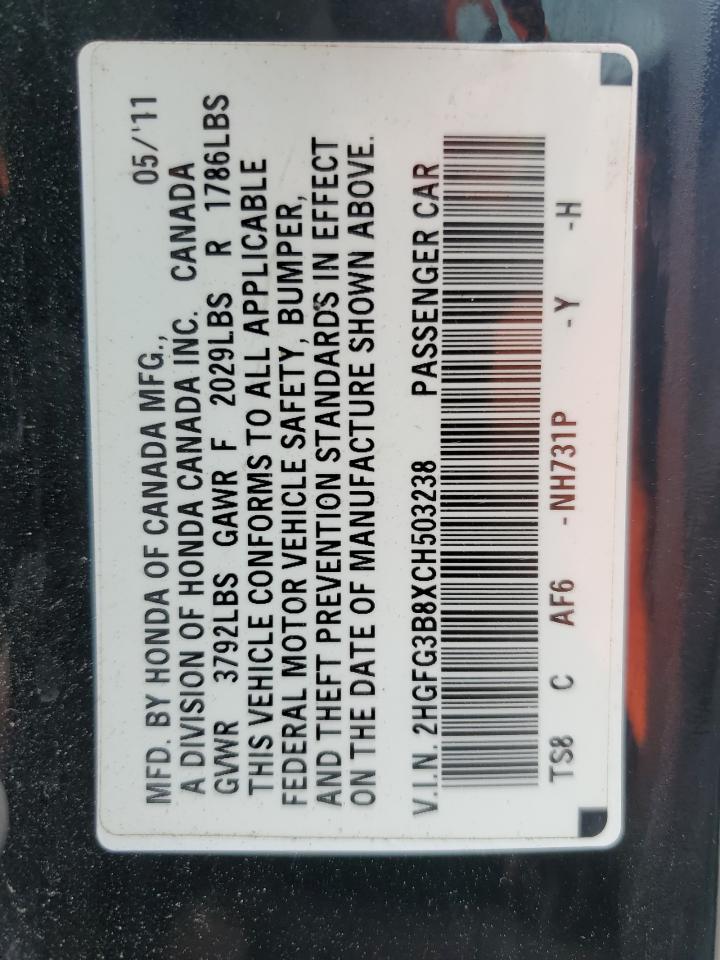 MFD. BY HONDA OF CANADA MFG., 05/'11
A DIVISION OF HONDA CANADA INC. CANADA
GVWR 3792LBS GAWR F 2029LBS R 1786LBS
THIS VEHICLE CONFORMS TO ALL APPLICABLE
FEDERAL MOTOR VEHICLE SAFETY, BUMPER,
AND THEFT PREVENTION STANDARDS IN EFFECT
ON THE DATE OF MANUFACTURE SHOWN ABOVE.
V.I.N. 2HGFG3B8XCH503238 PASSENGER CAR
TS8 C AF6 -NH731P -Y -H